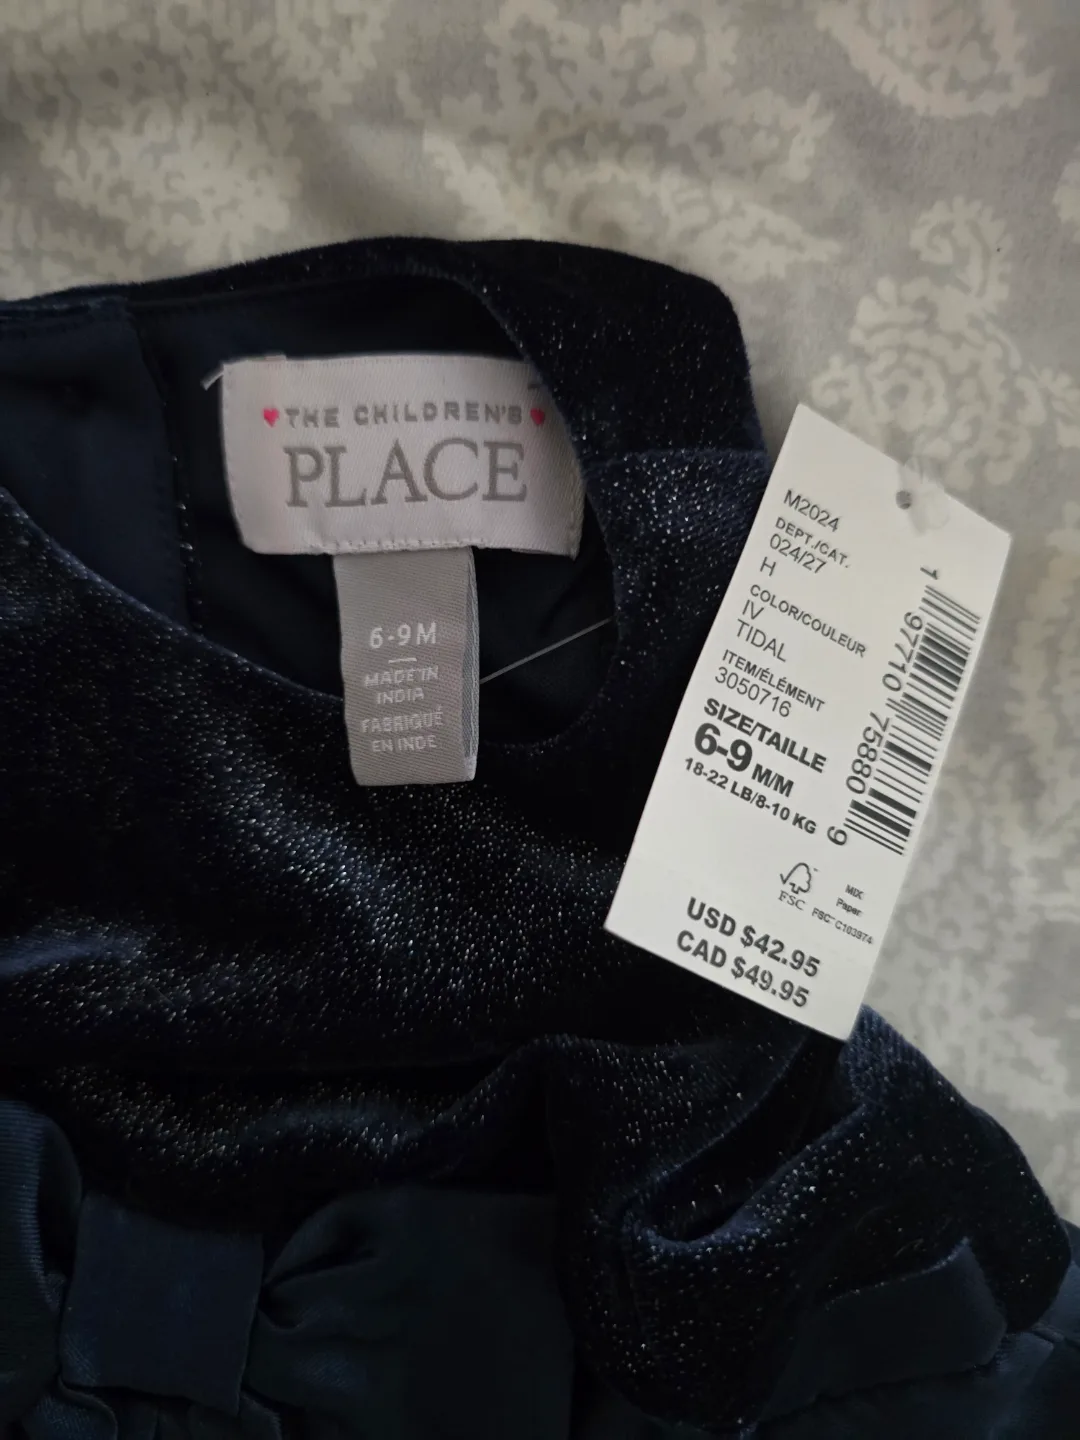 THE CHILDREN'S
PLACE
6-9M
MADE IN
INDIA
FABRIQUÉ
EN INDE
M2024
DEPT./CAT.
024/27
H
COLOR/COULEUR
IV
TIDAL
ITEM/ÉLÉMENT
3050716
SIZE/TAILLE
6-9 M/M
18-22 LB/8-10 KG
1 97710 75880 9
FSC
MIX
Paper
FSC™ C103974
USD $42.95
CAD $49.95